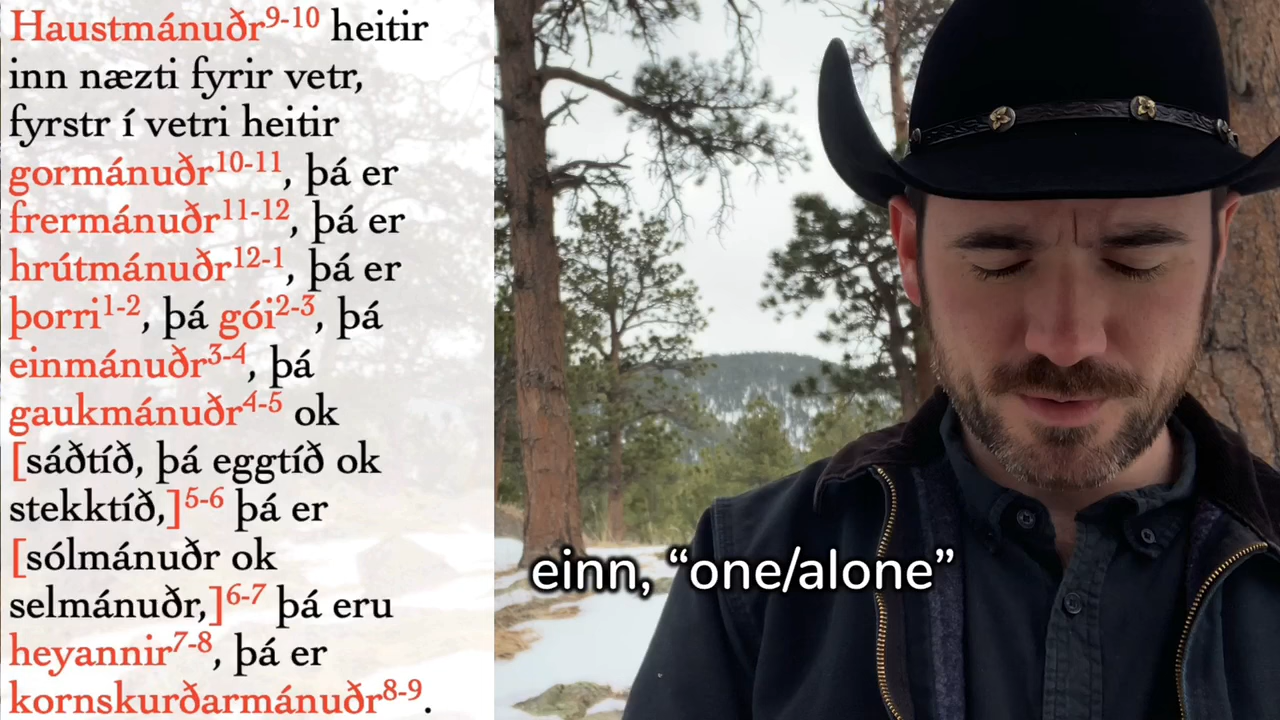 Haustmánuðr9-10 heitir
inn næzti fyrir vetr,
fyrstr í vetri heitir
gormánuðr10-11, þá er
frermánuðr11-12, þá er
hrútmánuðr12-1, þá er
þorri1-2, þá gói2-3, þá
einmánuðr3-4, þá
gaukmánuðr4-5 ok
[sáðtíð, þá eggtíð ok
stekktíð,]5-6 þá er
[sólmánuðr ok
selmánuðr,]6-7 þá eru
heyannir7-8, þá er
kornskurðarmánuðr8-9.
einn, “one/alone”